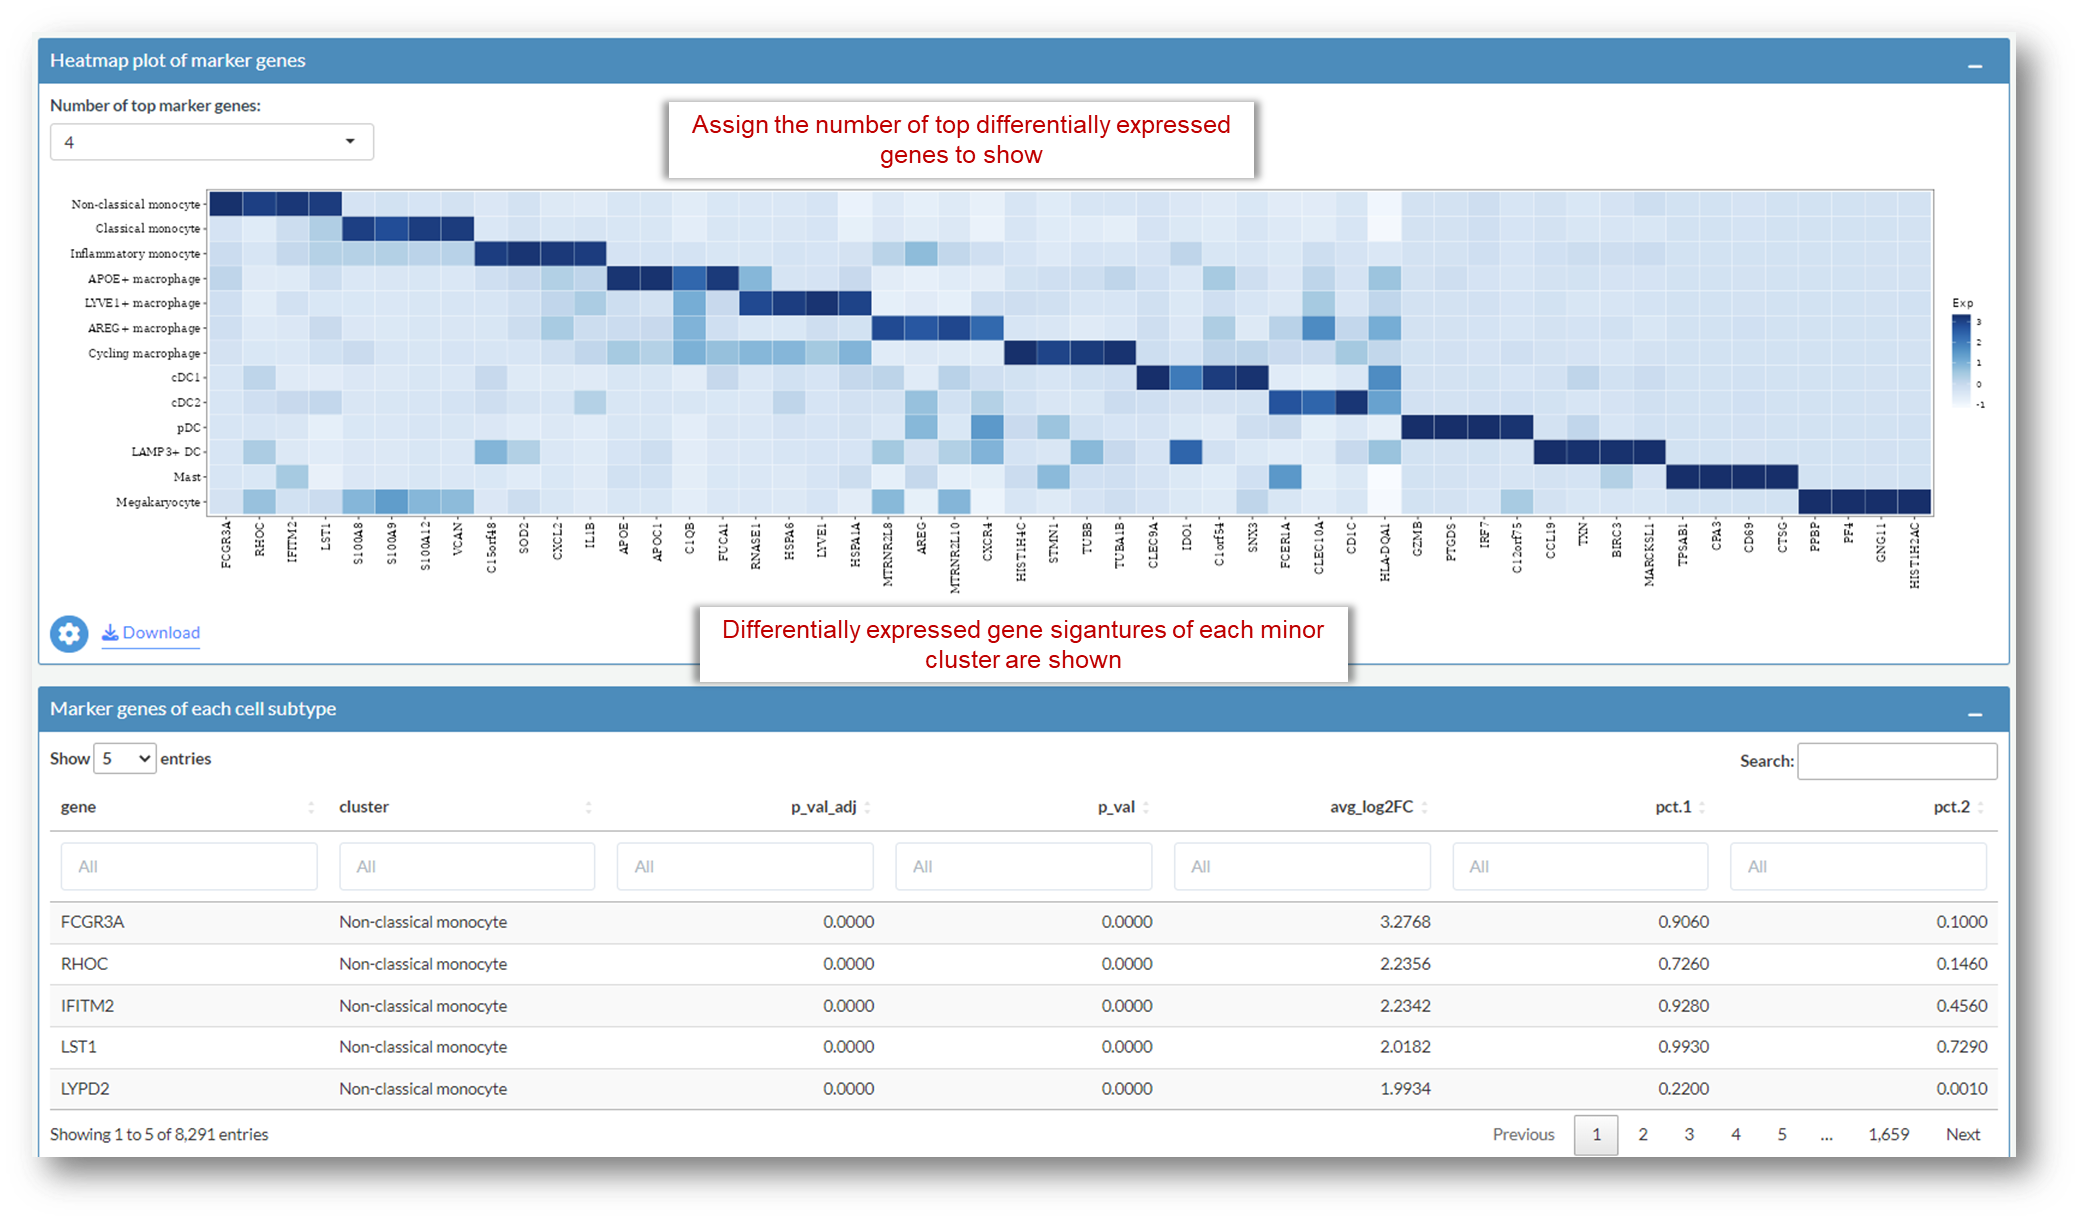 Heatmap plot of marker genes
Number of top marker genes:
4
Assign the number of top differentially expressed
genes to show
Non-classical monocyte
Classical monocyte
Inflammatory monocyte
APOE+ macrophage
LYVE1+ macrophage
AREG+ macrophage
Cycling macrophage
cDC1
cDC2
pDC
LAMP3+ DC
Mast
Megakaryocyte
Exp
3
2
1
0
-1
FCGR3A
RHOC
IFITM2
LST1
S100A8
S100A9
S100A12
VCAN
C15orf48
SOD2
CXCL2
IL1B
APOE
APOC1
C1QB
FUCA1
RNASE1
HSPA6
LYVE1
HSPA1A
MTRNR2L8
AREG
MTRNR2L10
CXCR4
HIST1H4C
STMN1
TUBB
TUBA1B
CLEC9A
IDO1
C1orf54
SNX3
FCER1A
CLEC10A
CD1C
HLA-DQA1
GZMB
PTGDS
IRF7
C12orf75
CCL19
TXN
BIRC3
MARCKSL1
TPSAB1
CPA3
CD69
CTSG
PPBP
PF4
GNG11
HIST1H2AC
Download
Differentially expressed gene sigantures of each minor
cluster are shown
Marker genes of each cell subtype
Show 5 entries
Search:
gene cluster p_val_adj p_val avg_log2FC pct.1 pct.2
All All All All All All All
FCGR3A Non-classical monocyte 0.0000 0.0000 3.2768 0.9060 0.1000
RHOC Non-classical monocyte 0.0000 0.0000 2.2356 0.7260 0.1460
IFITM2 Non-classical monocyte 0.0000 0.0000 2.2342 0.9280 0.4560
LST1 Non-classical monocyte 0.0000 0.0000 2.0182 0.9930 0.7290
LYPD2 Non-classical monocyte 0.0000 0.0000 1.9934 0.2200 0.0010
Showing 1 to 5 of 8,291 entries
Previous 1 2 3 4 5 ... 1,659 Next